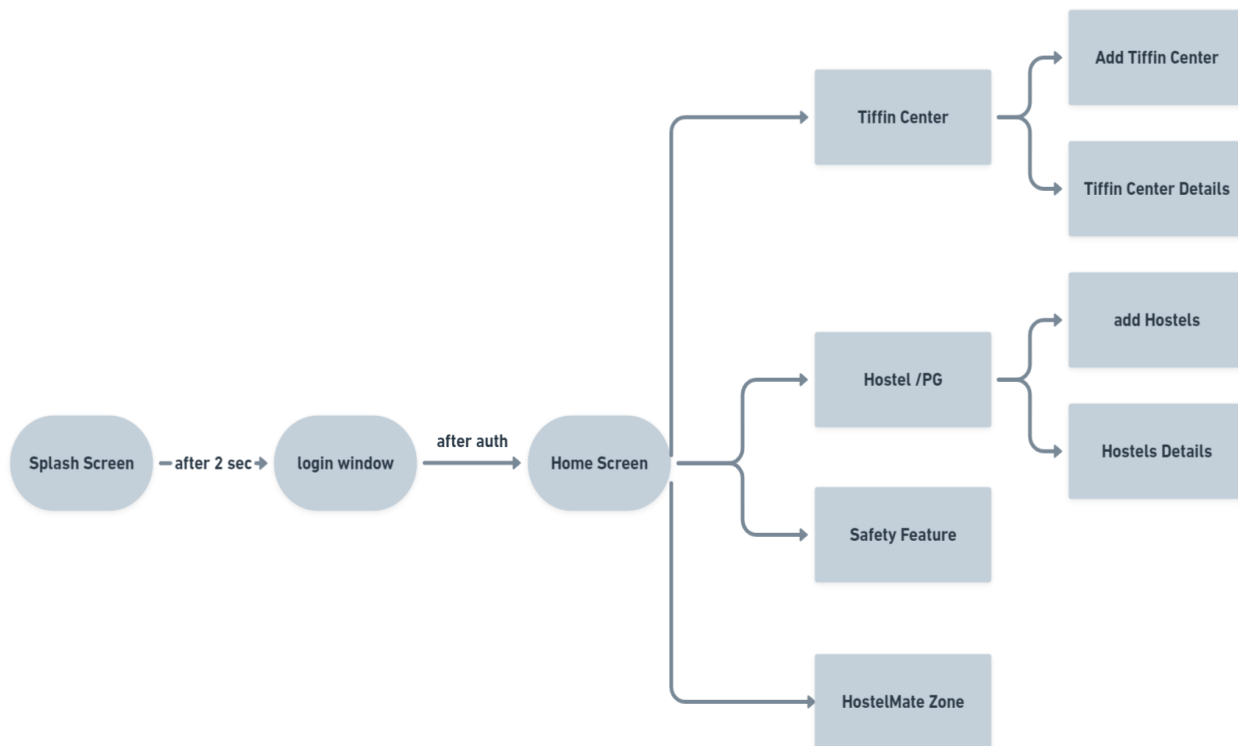 Splash Screen
after 2 sec
login window
after auth
Home Screen
Tiffin Center
Add Tiffin Center
Tiffin Center Details
Hostel /PG
add Hostels
Hostels Details
Safety Feature
HostelMate Zone